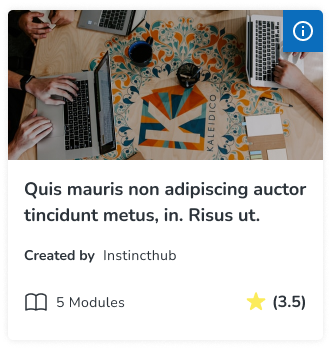 KALEIDICO
Quis mauris non adipiscing auctor
tincidunt metus, in. Risus ut.
Created by Instincthub
5 Modules
(3.5)